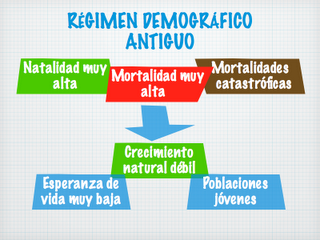 RÉGIMEN DEMOGRÁFICO
ANTIGUO
Natalidad muy
alta
Mortalidad muy
alta
Mortalidades
catastróficas
Crecimiento
natural débil
Esperanza de
vida muy baja
Poblaciones
jóvenes